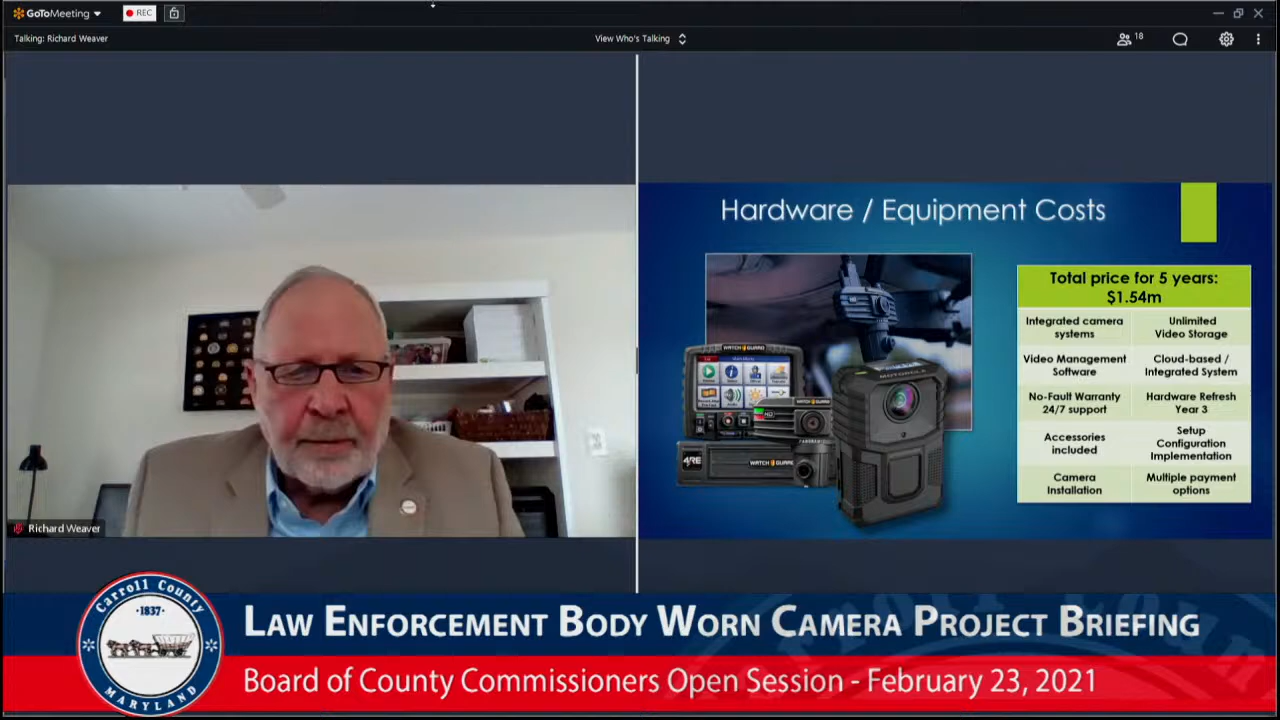 GoToMeeting
REC
Talking: Richard Weaver
View Who's Talking
18
Richard Weaver
Hardware / Equipment Costs
WATCH GUARD
MOTOROLA
WATCH GUARD
4RE
WATCH GUARD
Total price for 5 years:
$1.54m
Integrated camera
systems
Unlimited
Video Storage
Video Management
Software
Cloud-based /
Integrated System
No-Fault Warranty
24/7 support
Hardware Refresh
Year 3
Accessories
included
Setup
Configuration
Implementation
Camera
Installation
Multiple payment
options
Carroll County
·1837·
MARYLAND
Law Enforcement Body Worn Camera Project Briefing
Board of County Commissioners Open Session - February 23, 2021